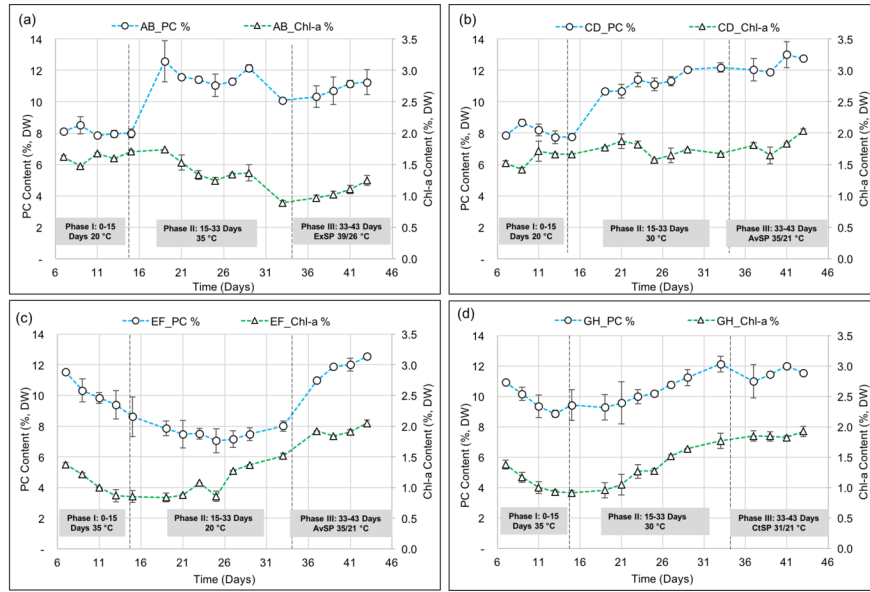 (a)
AB_PC %
AB_Chl-a %
14
12
10
8
6
4
2
-
PC Content (%, DW)
3.5
3.0
2.5
2.0
1.5
1.0
0.5
0.0
Chl-a Content (%, DW)
Phase I: 0-15
Days 20 °C
Phase II: 15-33 Days
35 °C
Phase III: 33-43 Days
ExSP 39/26 °C
6 11 16 21 26 31 36 41 46
Time (Days)
(b)
CD_PC %
CD_Chl-a %
14
12
10
8
6
4
2
-
PC Content (%, DW)
3.5
3.0
2.5
2.0
1.5
1.0
0.5
0.0
Chl-a Content (%, DW)
Phase I: 0-15
Days 20 °C
Phase II: 15-33 Days
30 °C
Phase III: 33-43 Days
AvSP 35/21 °C
6 11 16 21 26 31 36 41 46
Time (Days)
(c)
EF_PC %
EF_Chl-a %
14
12
10
8
6
4
2
-
PC Content (%, DW)
3.5
3.0
2.5
2.0
1.5
1.0
0.5
0.0
Chl-a Content (%, DW)
Phase I: 0-15
Days 35 °C
Phase II: 15-33 Days
20 °C
Phase III: 33-43 Days
AvSP 35/21 °C
6 11 16 21 26 31 36 41 46
Time (Days)
(d)
GH_PC %
GH_Chl-a %
14
12
10
8
6
4
2
-
PC Content (%, DW)
3.5
3.0
2.5
2.0
1.5
1.0
0.5
0.0
Chl-a Content (%, DW)
Phase I: 0-15
Days 35 °C
Phase II: 15-33 Days
30 °C
Phase III: 33-43 Days
CtSP 31/21 °C
6 11 16 21 26 31 36 41 46
Time (Days)